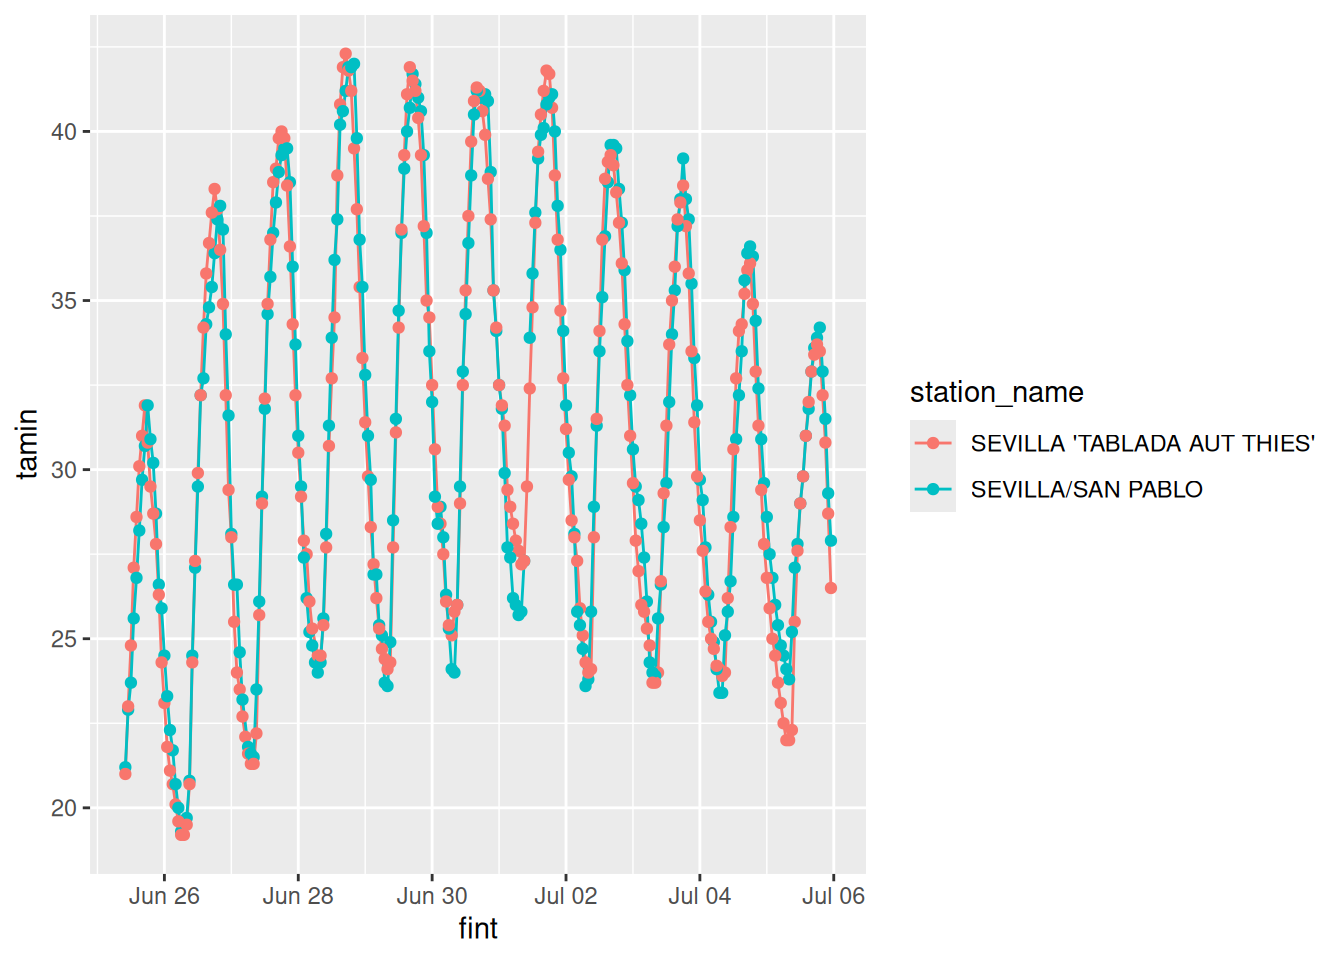 tamin
40
35
30
25
20
Jun 26
Jun 28
Jun 30
Jul 02
Jul 04
Jul 06
fint
station_name
SEVILLA 'TABLADA AUT THIES'
SEVILLA/SAN PABLO